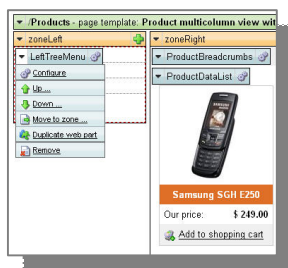 /Products - page template: Product multicolumn view wit
zoneLeft
zoneRight
LeftTreeMenu
Configure
Up ...
Down ...
Move to zone ...
Duplicate web part
Remove
ProductBreadcrumbs
ProductDataList
Samsung SGH E250
Our price: $ 249.00
Add to shopping cart